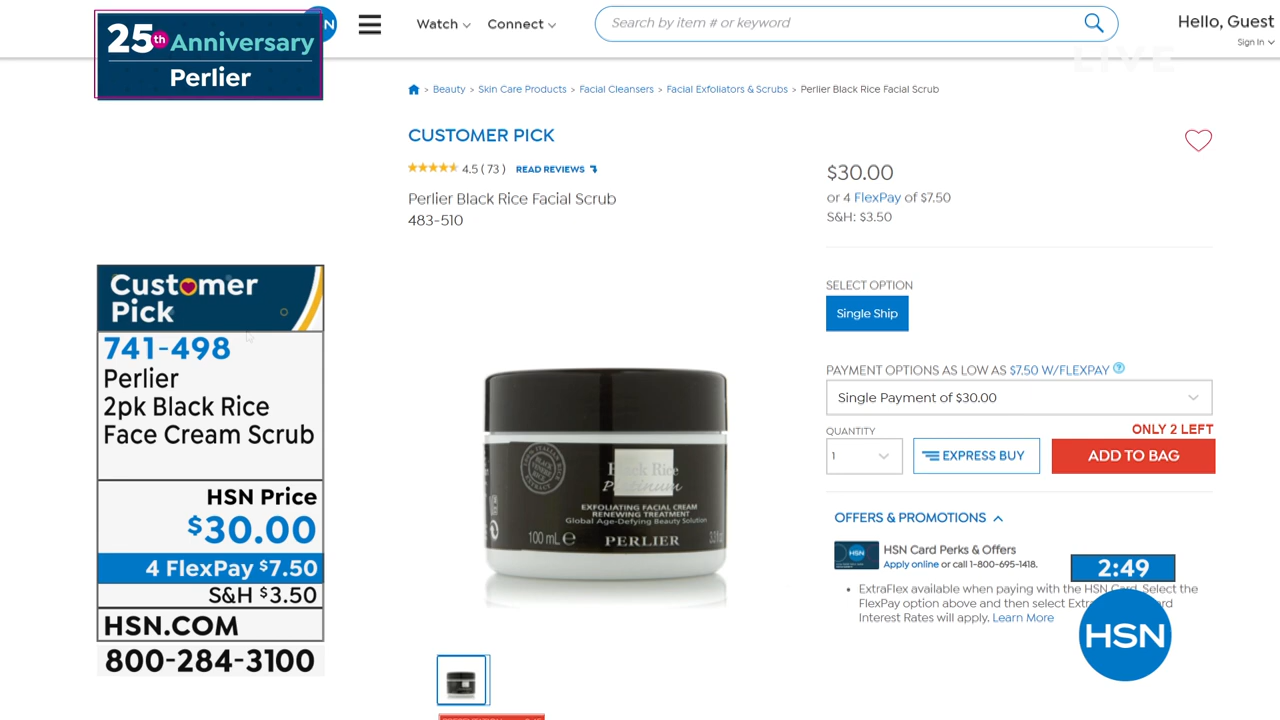 25th Anniversary
Perlier
Watch
Connect
Search by item # or keyword
Hello, Guest
Sign In
LIVE
> Beauty > Skin Care Products > Facial Cleansers > Facial Exfoliators & Scrubs > Perlier Black Rice Facial Scrub
CUSTOMER PICK
4.5 ( 73 ) READ REVIEWS
Perlier Black Rice Facial Scrub
483-510
$30.00
or 4 FlexPay of $7.50
S&H: $3.50
SELECT OPTION
Single Ship
PAYMENT OPTIONS AS LOW AS $7.50 W/FLEXPAY ?
Single Payment of $30.00
QUANTITY
ONLY 2 LEFT
1
EXPRESS BUY
ADD TO BAG
OFFERS & PROMOTIONS
HSN
HSN Card Perks & Offers
Apply online or call 1-800-695-1418.
• ExtraFlex available when paying with the HSN Card. Select the
FlexPay option above and then select
Interest Rates will apply. Learn More
2:49
HSN
Customer
Pick
741-498
Perlier
2pk Black Rice
Face Cream Scrub
HSN Price
$30.00
4 FlexPay $7.50
S&H $3.50
HSN.COM
800-284-3100
Black Rice
Platinum
EXFOLIATING FACIAL CREAM
RENEWING TREATMENT
Global Age-Defying Beauty Solution
100 mL e
PERLIER